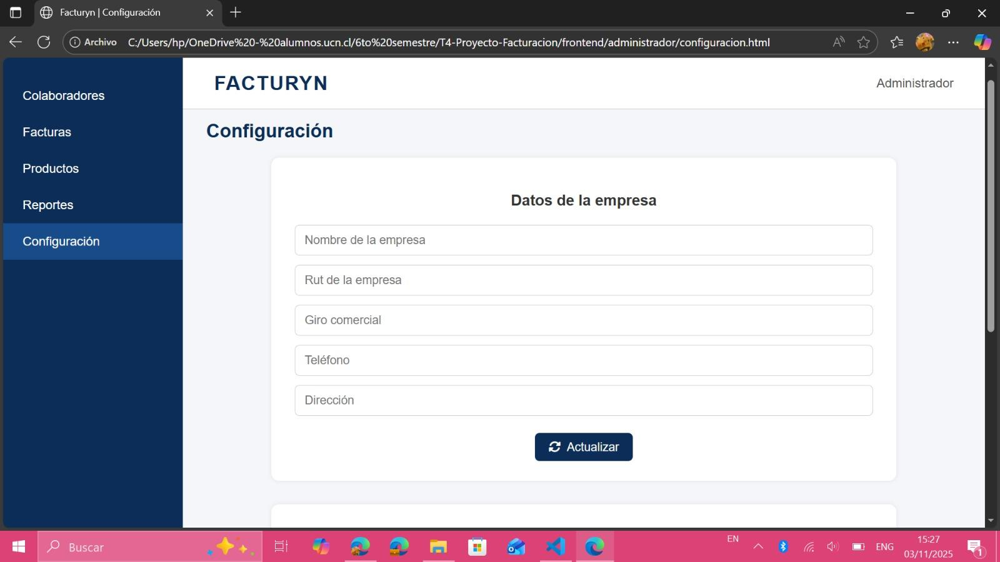 Facturyn | Configuración
Archivo
C:/Users/hp/OneDrive%20-%20alumnos.ucn.cl/6to%20semestre/T4-Proyecto-Facturacion/frontend/administrador/configuracion.html
Colaboradores
Facturas
Productos
Reportes
Configuración
FACTURYN
Administrador
Configuración
Datos de la empresa
Nombre de la empresa
Rut de la empresa
Giro comercial
Teléfono
Dirección
Actualizar
Buscar
EN
ENG
15:27
03/11/2025
1